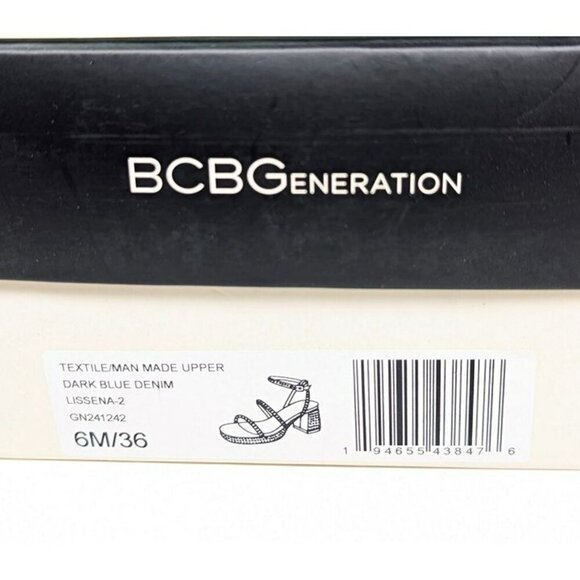 BCBGENERATION
TEXTILE/MAN MADE UPPER
DARK BLUE DENIM
LISSENA-2
GN241242
6M/36
1 94655 43847 6